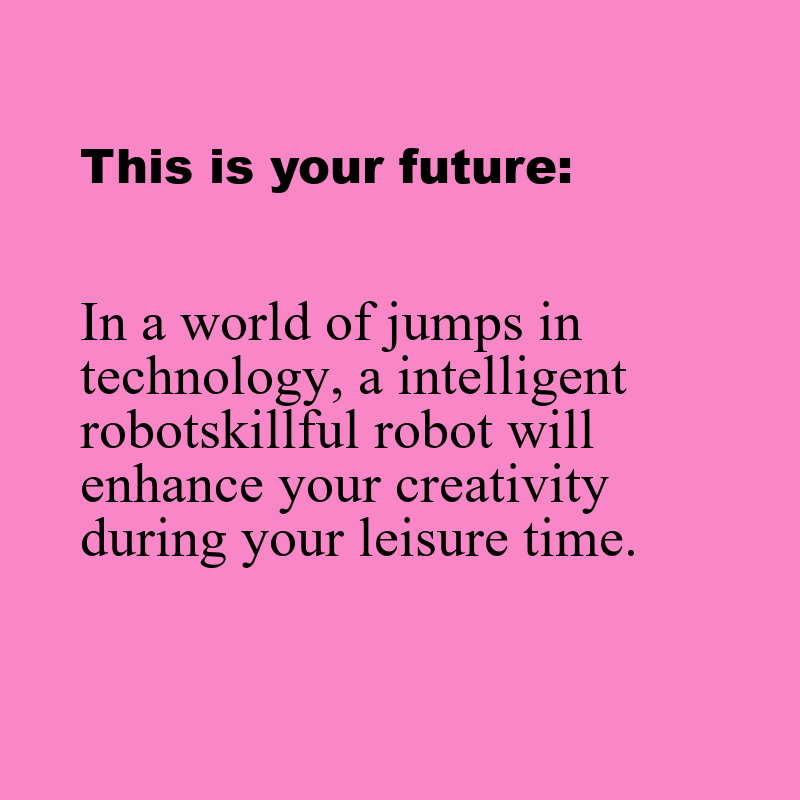 This is your future:
In a world of jumps in
technology, a intelligent
robotskillful robot will
enhance your creativity
during your leisure time.